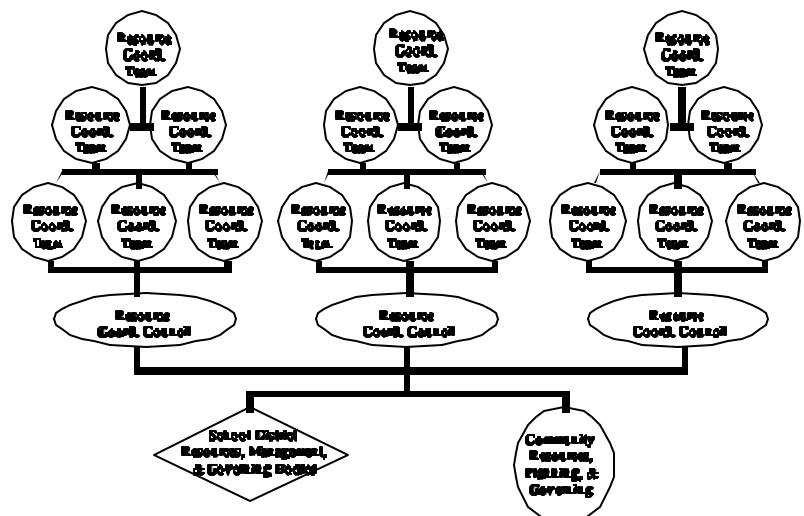 Resource
Coord.
Team
Resource
Coord.
Team
Resource
Coord.
Team
Resource
Coord.
Team
Resource
Coord.
Team
Resource
Coord.
Team
Resource
Coord.
Team
Resource
Coord.
Team
Resource
Coord.
Team
Resource
Coord.
Team
Resource
Coord.
Team
Resource
Coord.
Team
Resource
Coord.
Team
Resource
Coord.
Team
Resource
Coord.
Team
Resource
Coord.
Team
Resource
Coord.
Team
Resource
Coord.
Team
Resource
Coord. Council
Resource
Coord. Council
Resource
Coord. Council
School District
Resources, Management,
& Governing Bodies
Community
Resources,
Planning, &
Governing